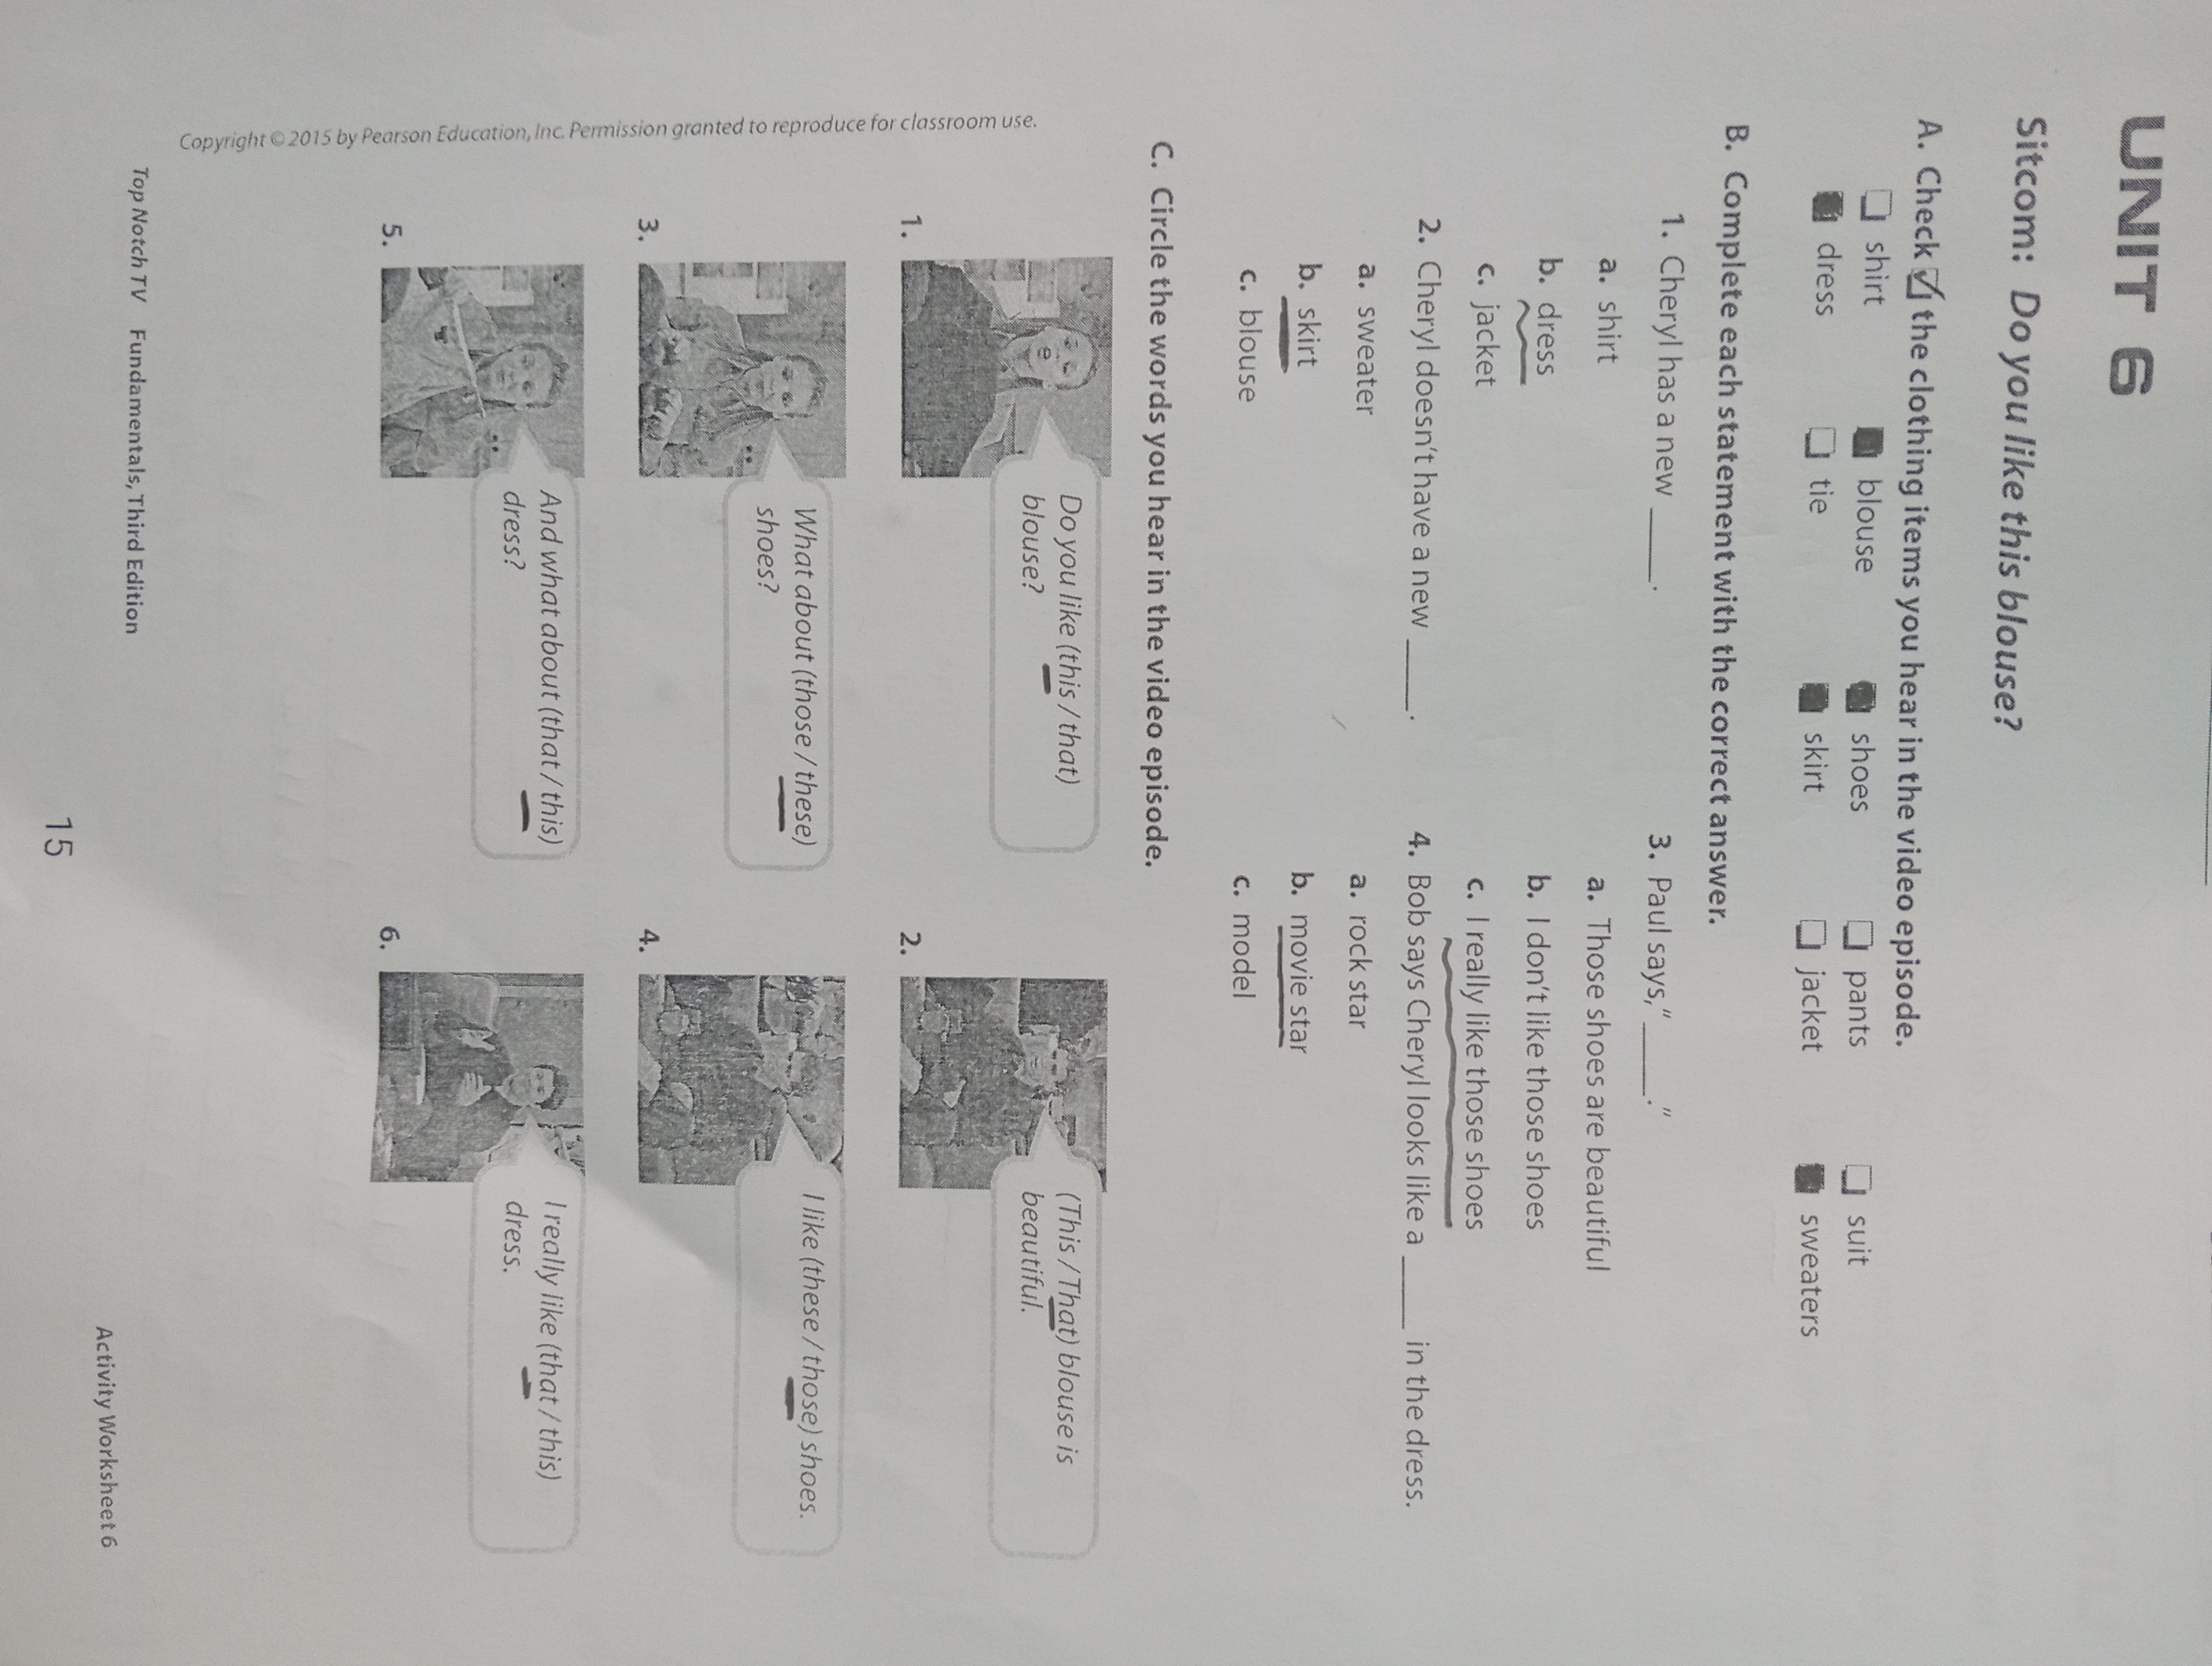 UNIT 6
Sitcom: Do you like this blouse?
A. Check ☑ the clothing items you hear in the video episode.
☐ shirt ■ blouse ■ shoes ☐ pants ☐ suit
■ dress ☐ tie ■ skirt ☐ jacket ■ sweaters
B. Complete each statement with the correct answer.
1. Cheryl has a new _____.
a. shirt
b. dress
c. jacket
2. Cheryl doesn't have a new _____.
a. sweater
b. skirt
c. blouse
3. Paul says, "_____."
a. Those shoes are beautiful
b. I don't like those shoes
c. I really like those shoes
4. Bob says Cheryl looks like a _____ in the dress.
a. rock star
b. movie star
c. model
C. Circle the words you hear in the video episode.
1.
Do you like (this / that)
blouse?
2.
(This / That) blouse is
beautiful.
3.
What about (those / these)
shoes?
4.
I like (these / those) shoes.
5.
And what about (that / this)
dress?
6.
I really like (that / this)
dress.
Copyright © 2015 by Pearson Education, Inc. Permission granted to reproduce for classroom use.
Top Notch TV Fundamentals, Third Edition
Activity Worksheet 6
15